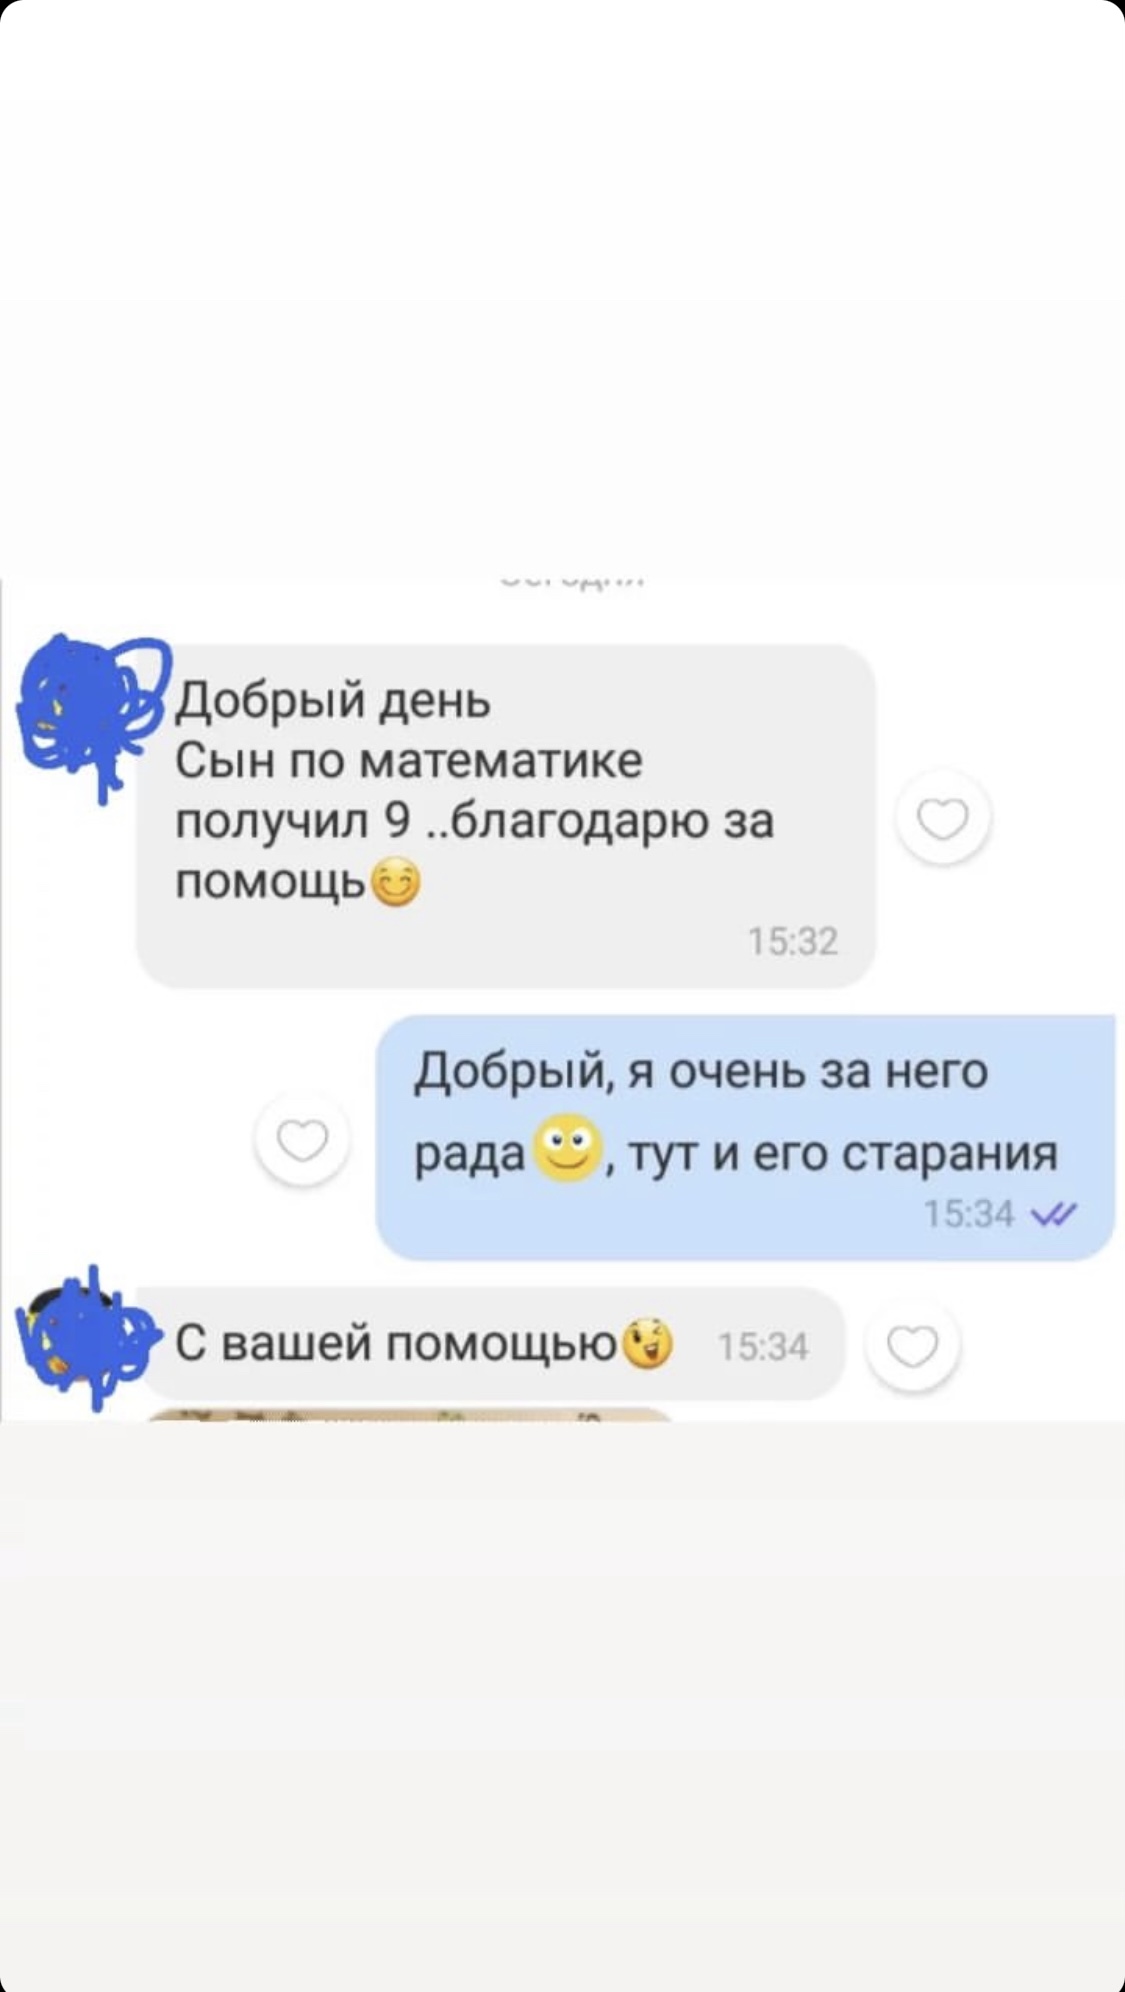 Сегодня
Добрый день
Сын по математике
получил 9 ..благодарю за
помощь😊
15:32
Добрый, я очень за него
рада🙂, тут и его старания
15:34
С вашей помощью😜 15:34